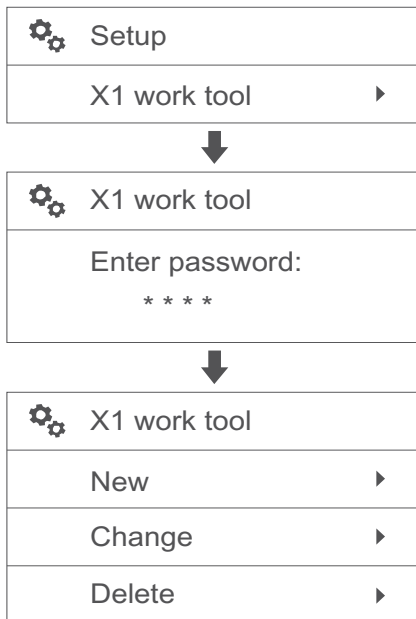 Setup
X1 work tool
X1 work tool
Enter password:
* * * *
X1 work tool
New
Change
Delete